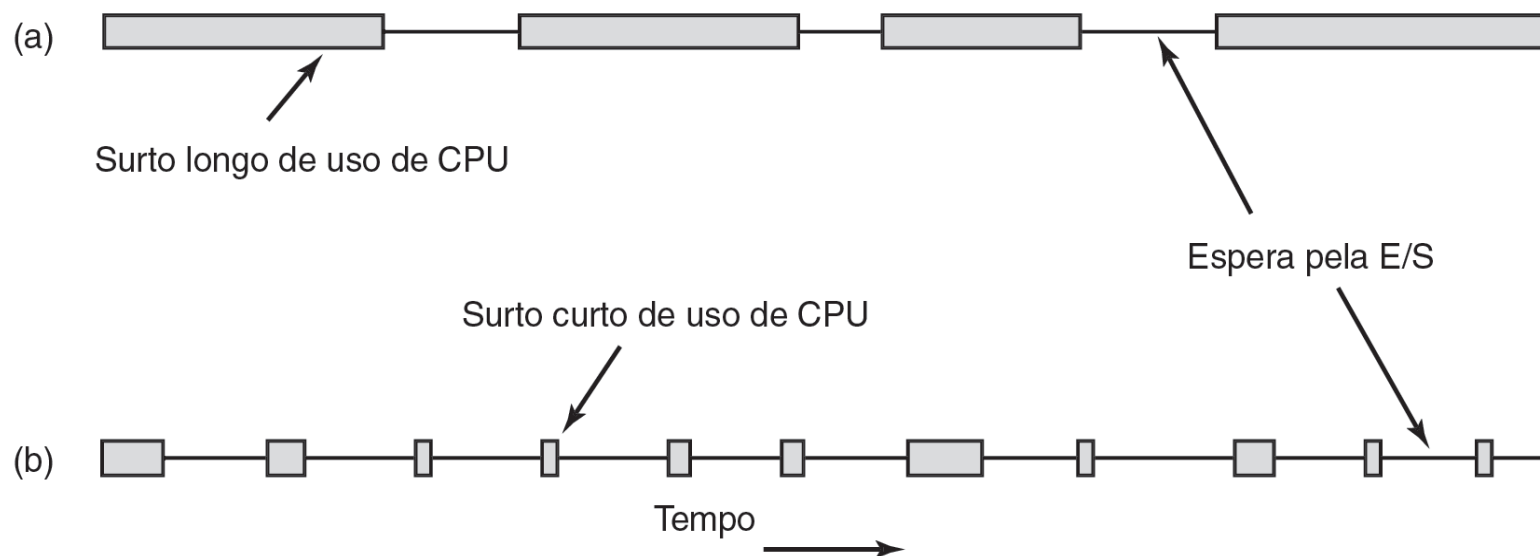 (a)
Surto longo de uso de CPU
Espera pela E/S
Surto curto de uso de CPU
(b)
Tempo